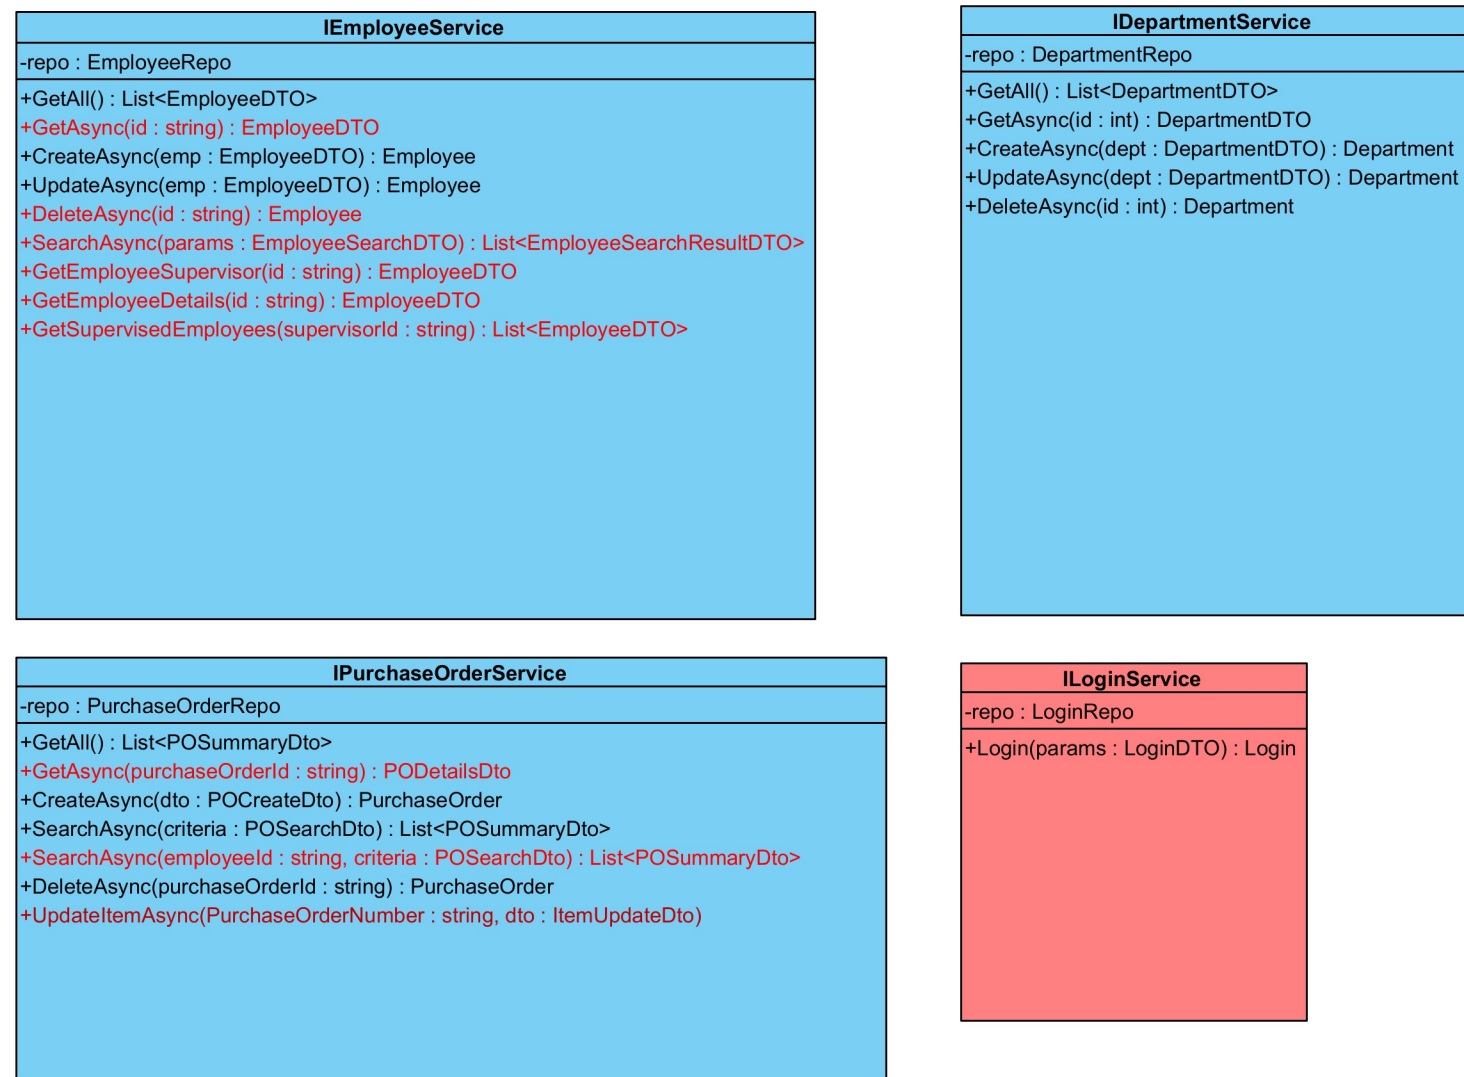 IEmployeeService
-repo : EmployeeRepo
+GetAll() : List<EmployeeDTO>
+GetAsync(id : string) : EmployeeDTO
+CreateAsync(emp : EmployeeDTO) : Employee
+UpdateAsync(emp : EmployeeDTO) : Employee
+DeleteAsync(id : string) : Employee
+SearchAsync(params : EmployeeSearchDTO) : List<EmployeeSearchResultDTO>
+GetEmployeeSupervisor(id : string) : EmployeeDTO
+GetEmployeeDetails(id : string) : EmployeeDTO
+GetSupervisedEmployees(supervisorId : string) : List<EmployeeDTO>
IDepartmentService
-repo : DepartmentRepo
+GetAll() : List<DepartmentDTO>
+GetAsync(id : int) : DepartmentDTO
+CreateAsync(dept : DepartmentDTO) : Department
+UpdateAsync(dept : DepartmentDTO) : Department
+DeleteAsync(id : int) : Department
IPurchaseOrderService
-repo : PurchaseOrderRepo
+GetAll() : List<POSummaryDto>
+GetAsync(purchaseOrderId : string) : PODetailsDto
+CreateAsync(dto : POCreateDto) : PurchaseOrder
+SearchAsync(criteria : POSearchDto) : List<POSummaryDto>
+SearchAsync(employeeId : string, criteria : POSearchDto) : List<POSummaryDto>
+DeleteAsync(purchaseOrderId : string) : PurchaseOrder
+UpdateItemAsync(PurchaseOrderNumber : string, dto : ItemUpdateDto)
ILoginService
-repo : LoginRepo
+Login(params : LoginDTO) : Login